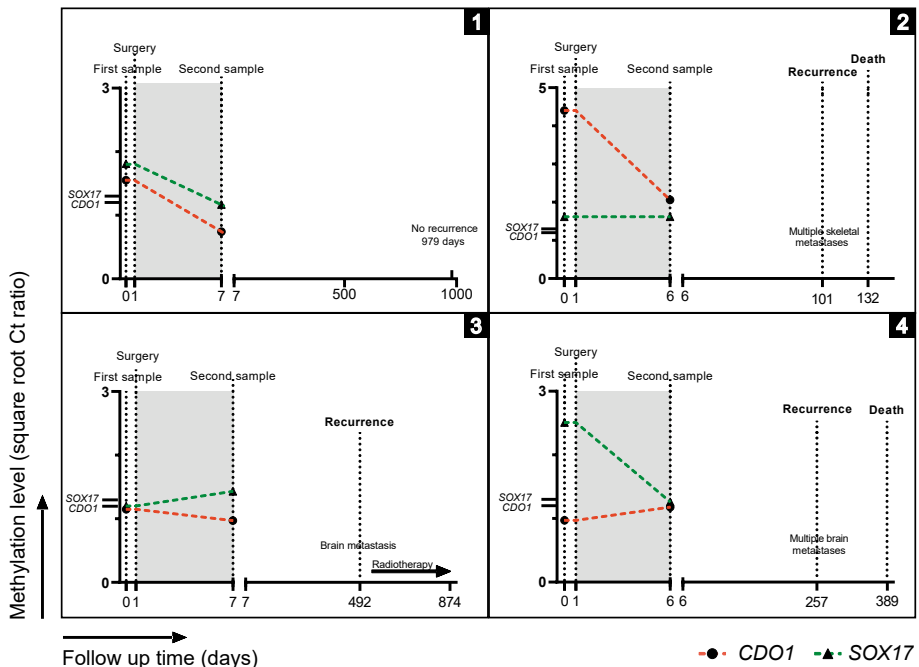 Methylation level (square root Ct ratio)
1
Surgery
First sample
Second sample
3
SOX17
CDO1
No recurrence
979 days
0
0 1
7 7
500
1000
2
Surgery
First sample
Second sample
Recurrence
Death
5
SOX17
CDO1
Multiple skeletal
metastases
0
0 1
6 6
101
132
3
Surgery
First sample
Second sample
Recurrence
3
SOX17
CDO1
Brain metastasis
Radiotherapy
0
0 1
7 7
492
874
4
Surgery
First sample
Second sample
Recurrence
Death
3
SOX17
CDO1
Multiple brain
metastases
0
0 1
6 6
257
389
Follow up time (days)
CDO1
SOX17